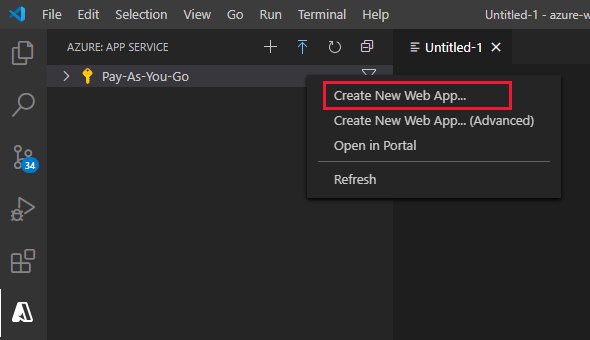 File Edit Selection View Go Run Terminal Help Untitled-1 - azure-w
AZURE: APP SERVICE
Untitled-1
Pay-As-You-Go
Create New Web App...
Create New Web App... (Advanced)
Open in Portal
34
Refresh